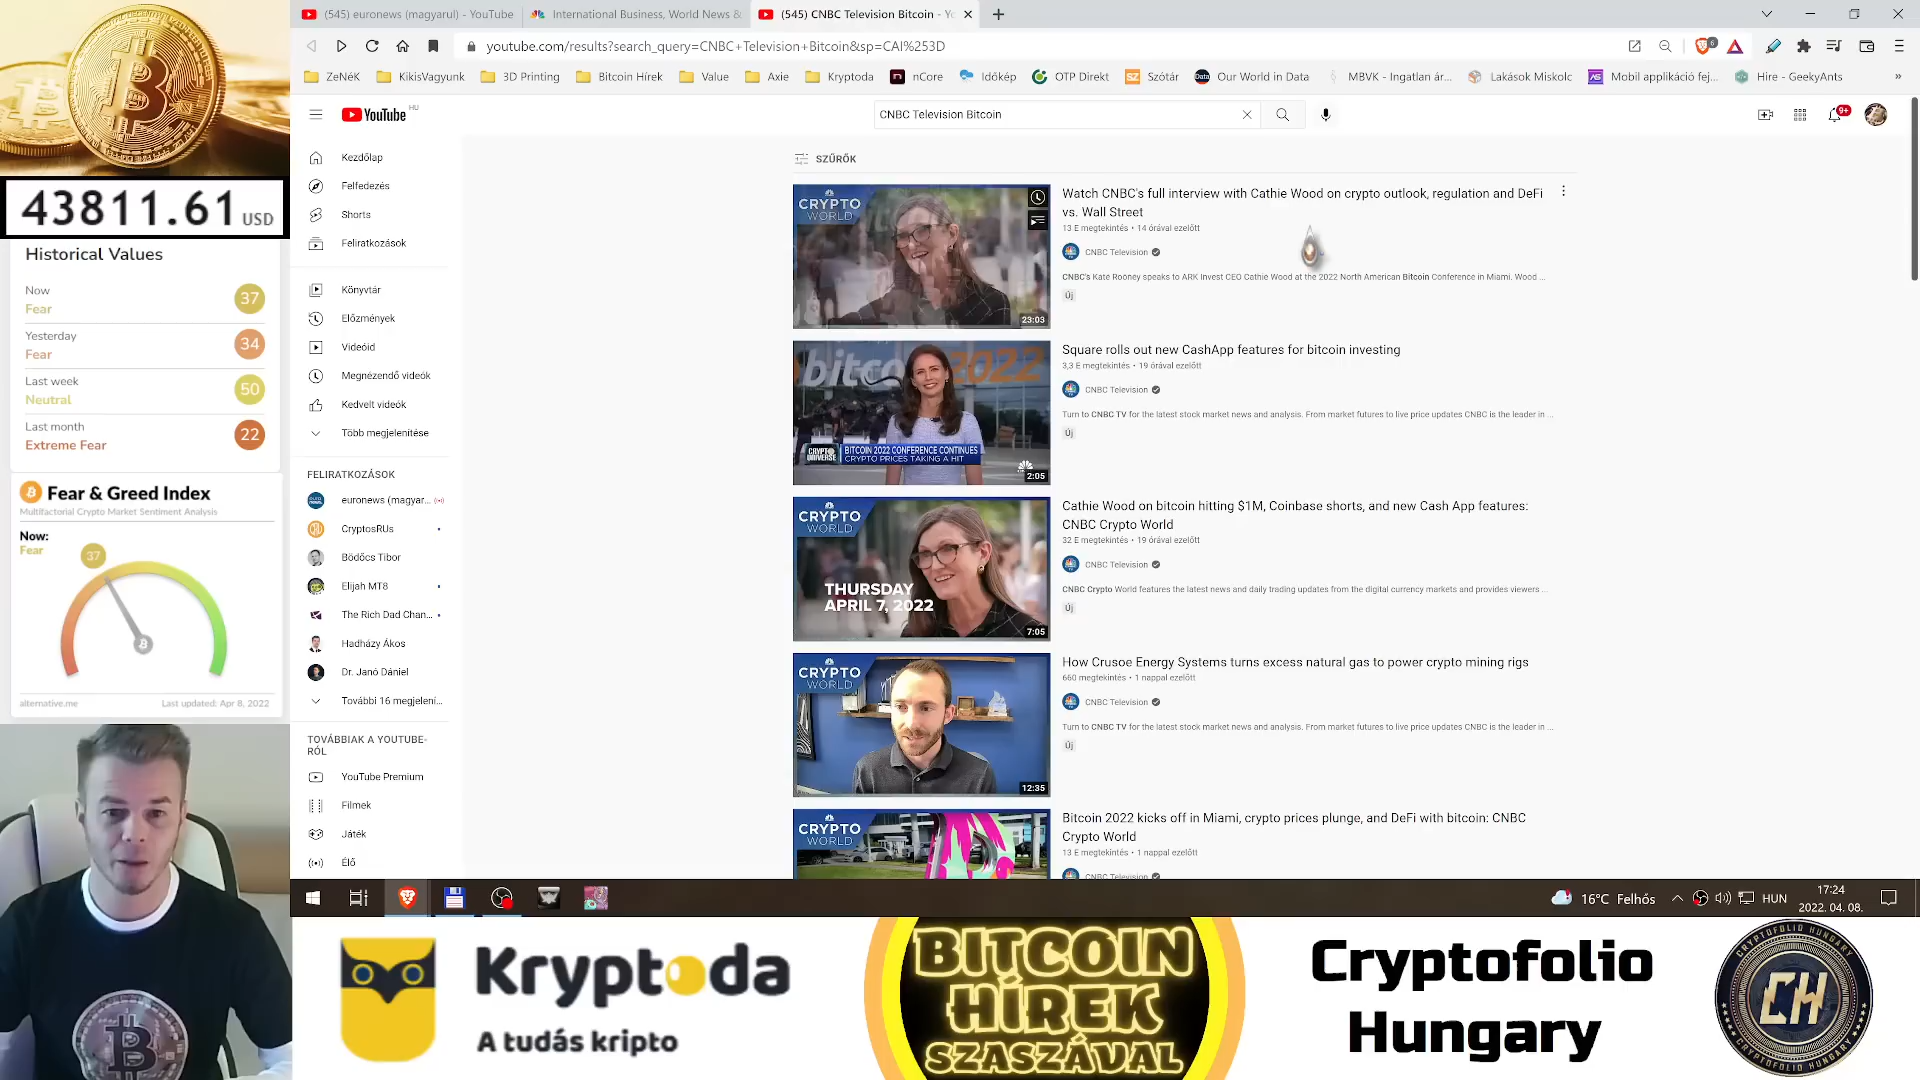 (545) euronews (magyarul) - YouTube
International Business, World News &
(545) CNBC Television Bitcoin - Yo
youtube.com/results?search_query=CNBC+Television+Bitcoin&sp=CAI%253D
6
ZeNéK
KikisVagyunk
3D Printing
Bitcoin Hírek
Value
Axie
Kryptoda
nCore
Időkép
OTP Direkt
Szótár
Our World in Data
MBVK - Ingatlan ár...
Lakások Miskolc
Mobil applikáció fej...
Hire - GeekyAnts
»
YouTube HU
CNBC Television Bitcoin
9+
43811.61 USD
Historical Values
Now
Fear
37
Yesterday
Fear
34
Last week
Neutral
50
Last month
Extreme Fear
22
Fear & Greed Index
Multifactorial Crypto Market Sentiment Analysis
Now:
Fear
37
alternative.me
Last updated: Apr 8, 2022
Kezdőlap
Felfedezés
Shorts
Feliratkozások
Könyvtár
Előzmények
Videóid
Megnézendő videók
Kedvelt videók
Több megjelenítése
FELIRATKOZÁSOK
euronews (magyar...
CryptosRUs
Bödőcs Tibor
Elijah MT8
The Rich Dad Chan...
Hadházy Ákos
Dr. Janó Dániel
További 16 megjelení...
TOVÁBBIAK A YOUTUBE-
RÓL
YouTube Premium
Filmek
Játék
Élő
SZŰRŐK
CRYPTO
WORLD
23:03
Watch CNBC's full interview with Cathie Wood on crypto outlook, regulation and DeFi
vs. Wall Street
13 E megtekintés • 14 órával ezelőtt
CNBC Television
CNBC's Kate Rooney speaks to ARK Invest CEO Cathie Wood at the 2022 North American Bitcoin Conference in Miami. Wood ...
Új
bitco 2022
CRYPTO
UNIVERSE
BITCOIN 2022 CONFERENCE CONTINUES
CRYPTO PRICES TAKING A HIT
2:05
Square rolls out new CashApp features for bitcoin investing
3,3 E megtekintés • 19 órával ezelőtt
CNBC Television
Turn to CNBC TV for the latest stock market news and analysis. From market futures to live price updates CNBC is the leader in ...
Új
CRYPTO
WORLD
THURSDAY
APRIL 7, 2022
7:05
Cathie Wood on bitcoin hitting $1M, Coinbase shorts, and new Cash App features:
CNBC Crypto World
32 E megtekintés • 19 órával ezelőtt
CNBC Television
CNBC Crypto World features the latest news and daily trading updates from the digital currency markets and provides viewers ...
Új
CRYPTO
WORLD
12:35
How Crusoe Energy Systems turns excess natural gas to power crypto mining rigs
660 megtekintés • 1 nappal ezelőtt
CNBC Television
Turn to CNBC TV for the latest stock market news and analysis. From market futures to live price updates CNBC is the leader in ...
Új
CRYPTO
WORLD
Bitcoin 2022 kicks off in Miami, crypto prices plunge, and DeFi with bitcoin: CNBC
Crypto World
13 E megtekintés • 1 nappal ezelőtt
CNBC Television
16°C Felhős
HUN
17:24
2022. 04. 08.
Kryptoda
A tudás kripto
BITCOIN
HÍREK
SZASZÁVAL
Cryptofolio
Hungary
CRYPTOFOLIO HUNGARY
CH
CRYPTOFOLIO HUNGARY